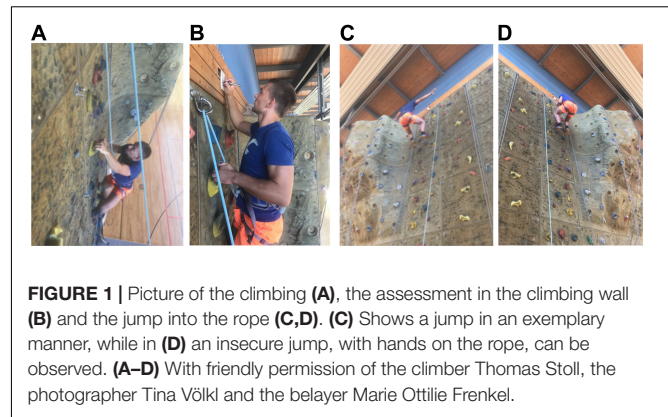 A
B
C
D
FIGURE 1 | Picture of the climbing (A), the assessment in the climbing wall
(B) and the jump into the rope (C,D). (C) Shows a jump in an exemplary
manner, while in (D) an insecure jump, with hands on the rope, can be
observed. (A–D) With friendly permission of the climber Thomas Stoll, the
photographer Tina Völkl and the belayer Marie Ottilie Frenkel.